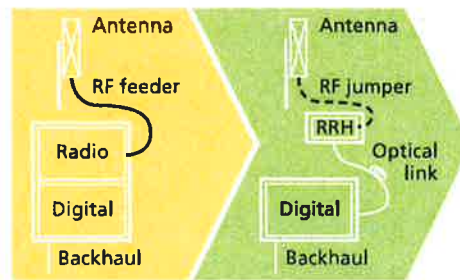 Antenna
RF feeder
Radio
Digital
Backhaul
Antenna
RF jumper
RRH
Optical
link
Digital
Backhaul